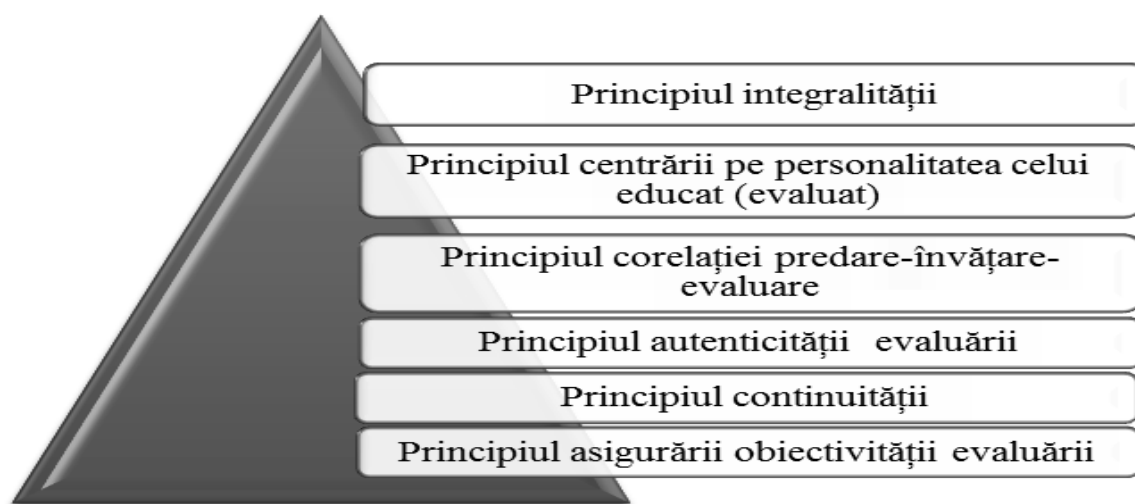 Principiul integralității
Principiul centrării pe personalitatea celui
educat (evaluat)
Principiul corelației predare-învățare-
evaluare
Principiul autenticității evaluării
Principiul continuității
Principiul asigurării obiectivității evaluării